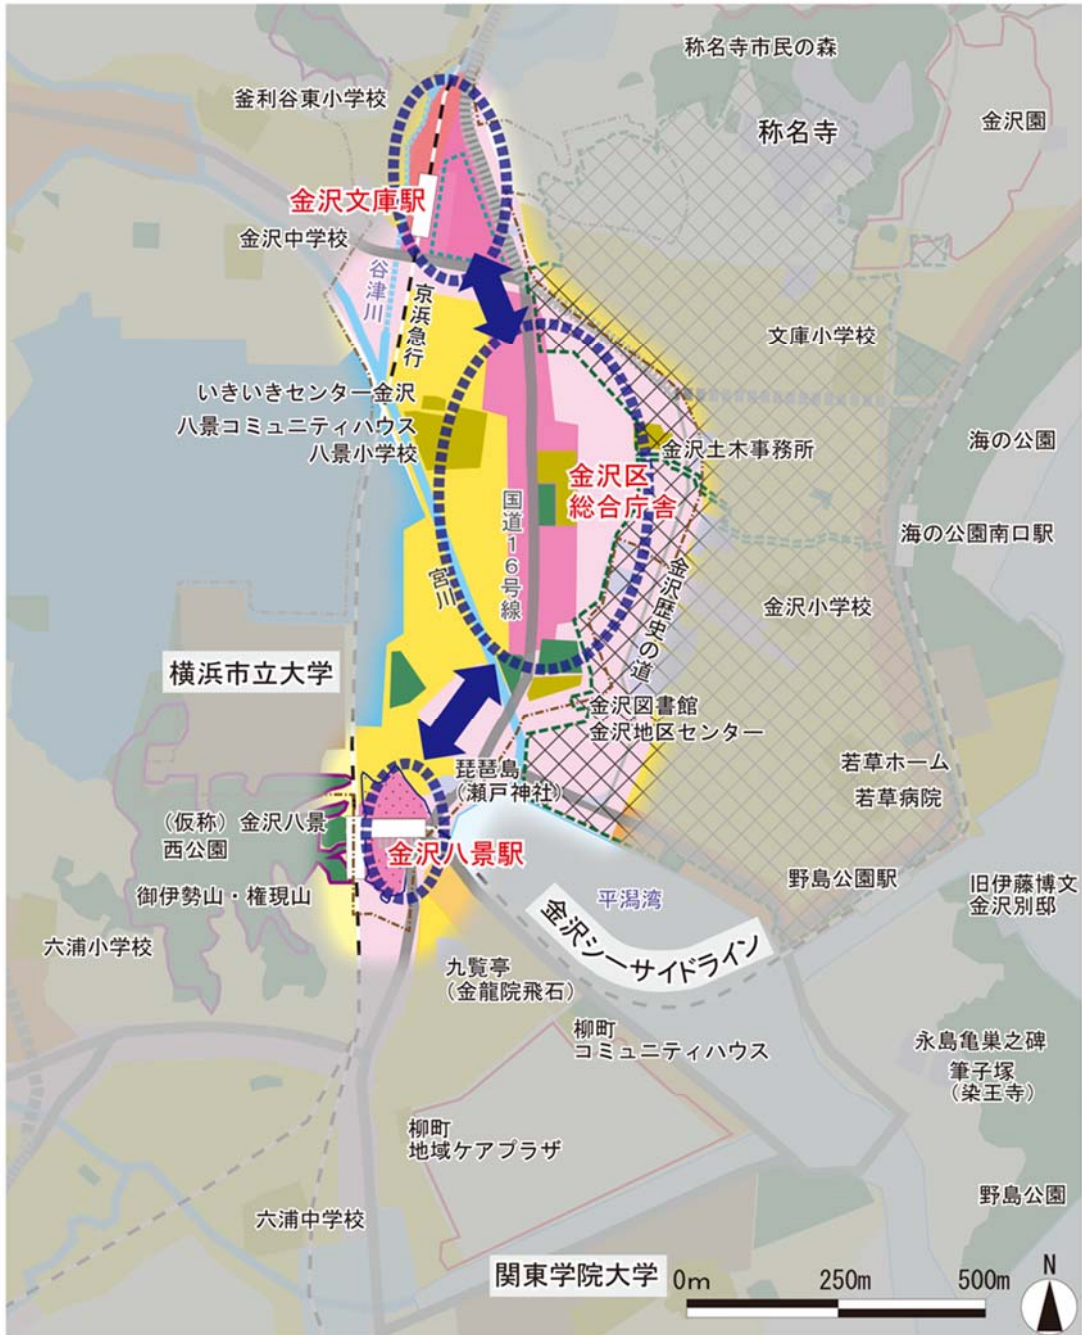 称名寺市民の森
釜利谷東小学校
称名寺
金沢園
金沢文庫駅
金沢中学校
谷津川
京浜急行
文庫小学校
いきいきセンター金沢
八景コミュニティハウス
八景小学校
金沢土木事務所
海の公園
金沢区
総合庁舎
国道16号線
海の公園南口駅
宮川
金沢歴史の道
金沢小学校
横浜市立大学
金沢図書館
金沢地区センター
琵琶島
(瀬戸神社)
若草ホーム
若草病院
(仮称)金沢八景
西公園
金沢八景駅
野島公園駅
旧伊藤博文
金沢別邸
御伊勢山・権現山
平潟湾
金沢シーサイドライン
六浦小学校
九覧亭
(金龍院飛石)
柳町
コミュニティハウス
永島亀巣之碑
筆子塚
(染王寺)
柳町
地域ケアプラザ
野島公園
六浦中学校
関東学院大学
0m 250m 500m
N